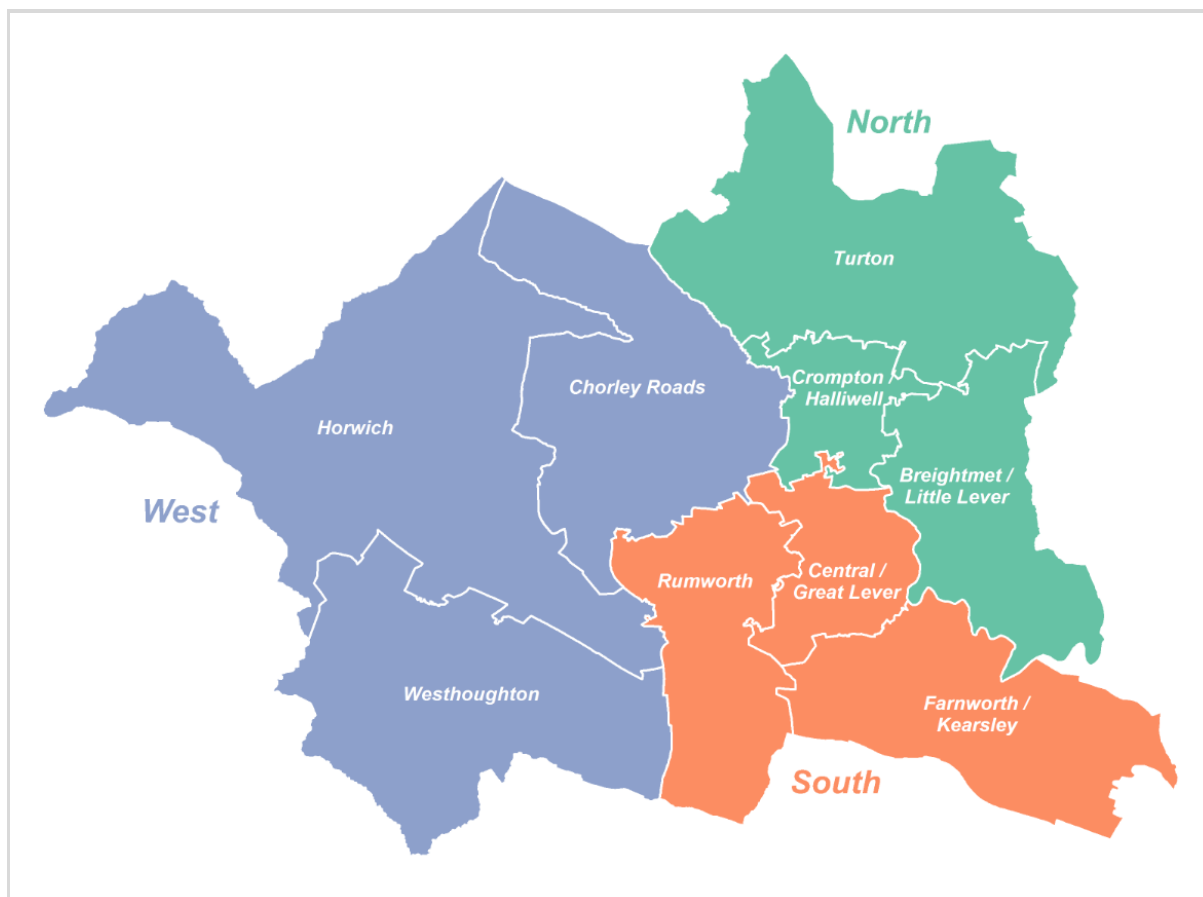 North
Turton
Crompton /
Halliwell
Chorley Roads
Horwich
Breightmet /
Little Lever
West
Rumworth
Central /
Great Lever
Westhoughton
Farnworth /
Kearsley
South